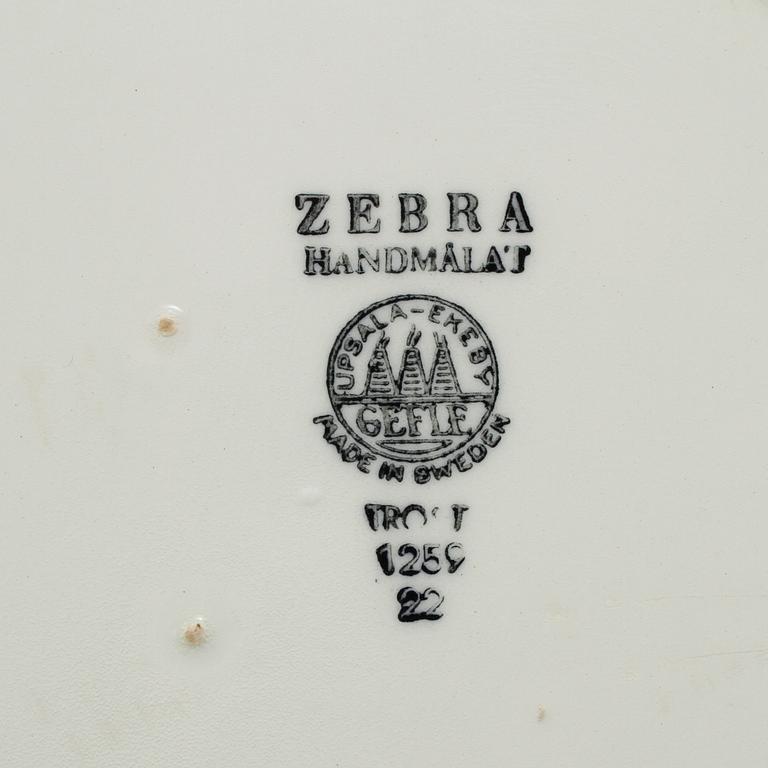 ZEBRA
HANDMÅLAT
UPSALA-EKEBY
GEFLE
MADE IN SWEDEN
1259
22